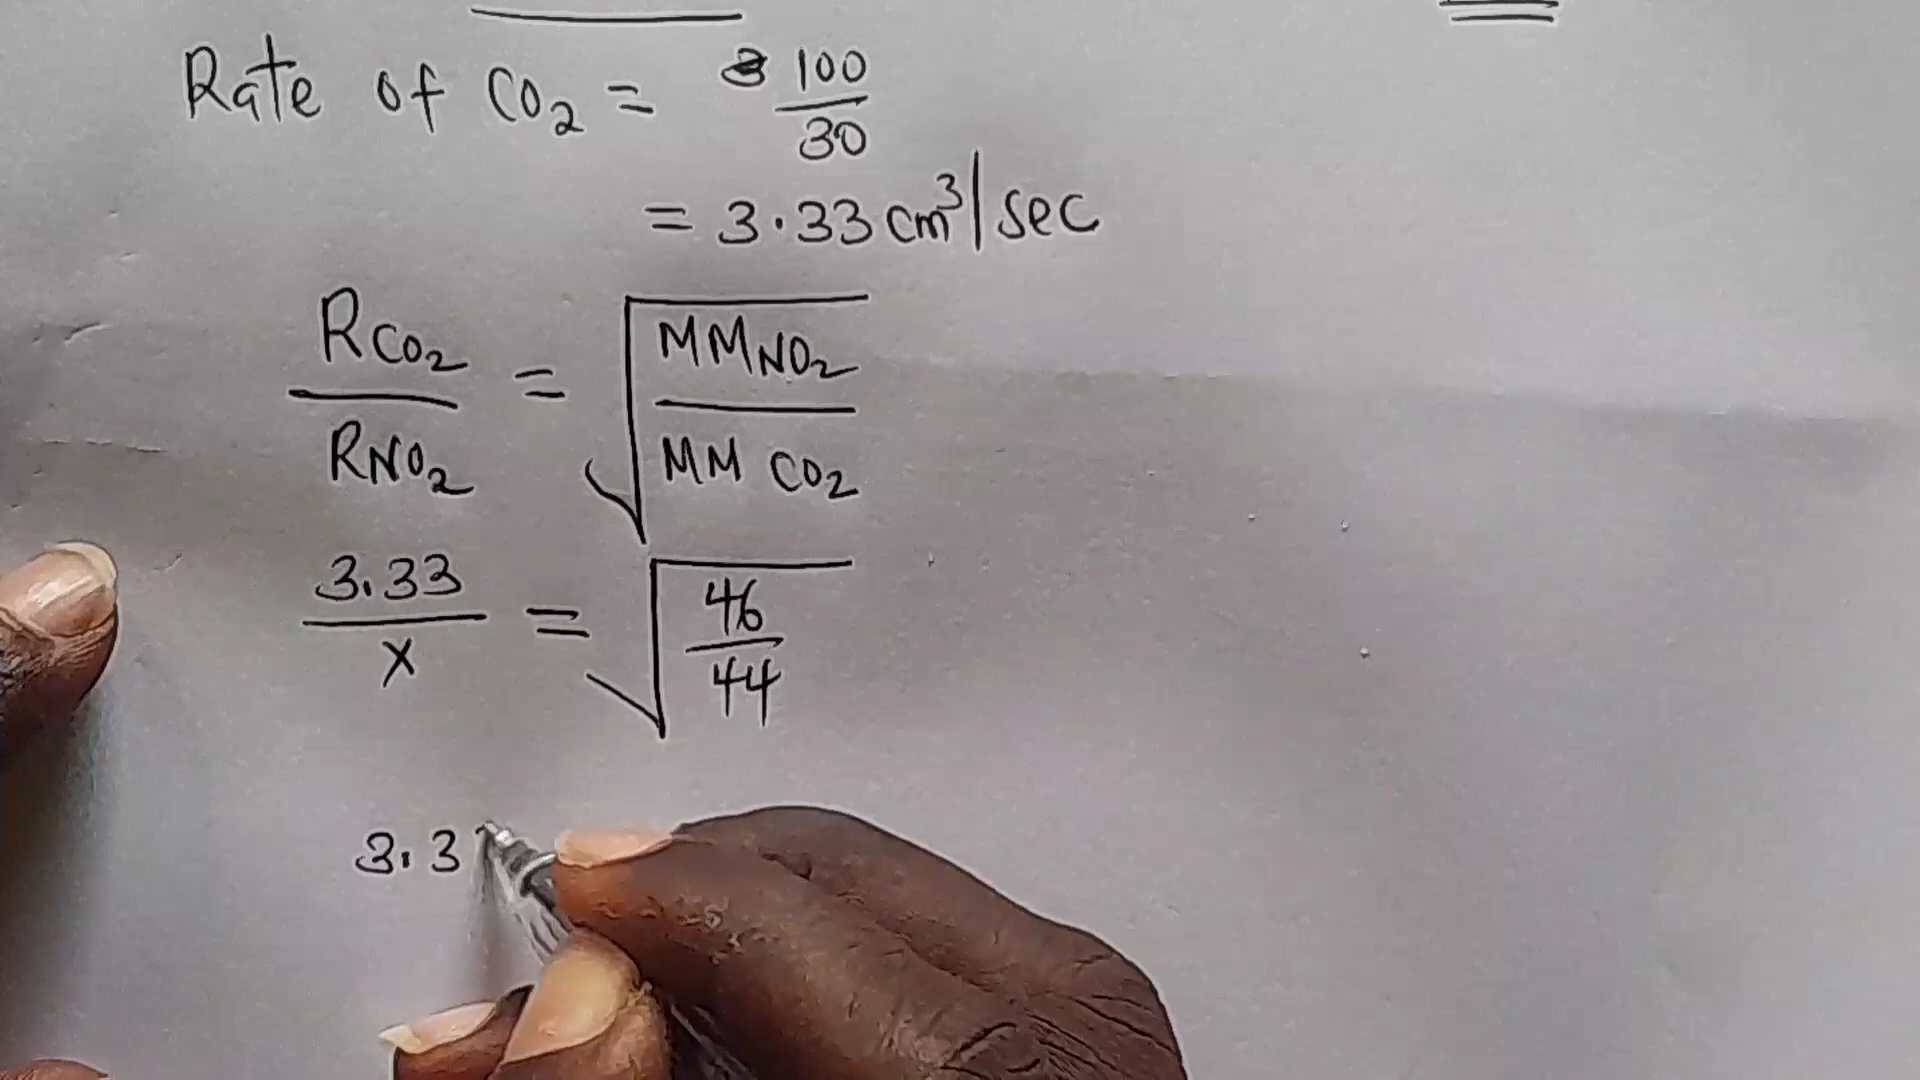 Rate of CO₂ = 100/30
= 3.33 cm³/sec
RCO₂/RNO₂ = √(MMNO₂/MM CO₂)
3.33/x = √(46/44)
3.3